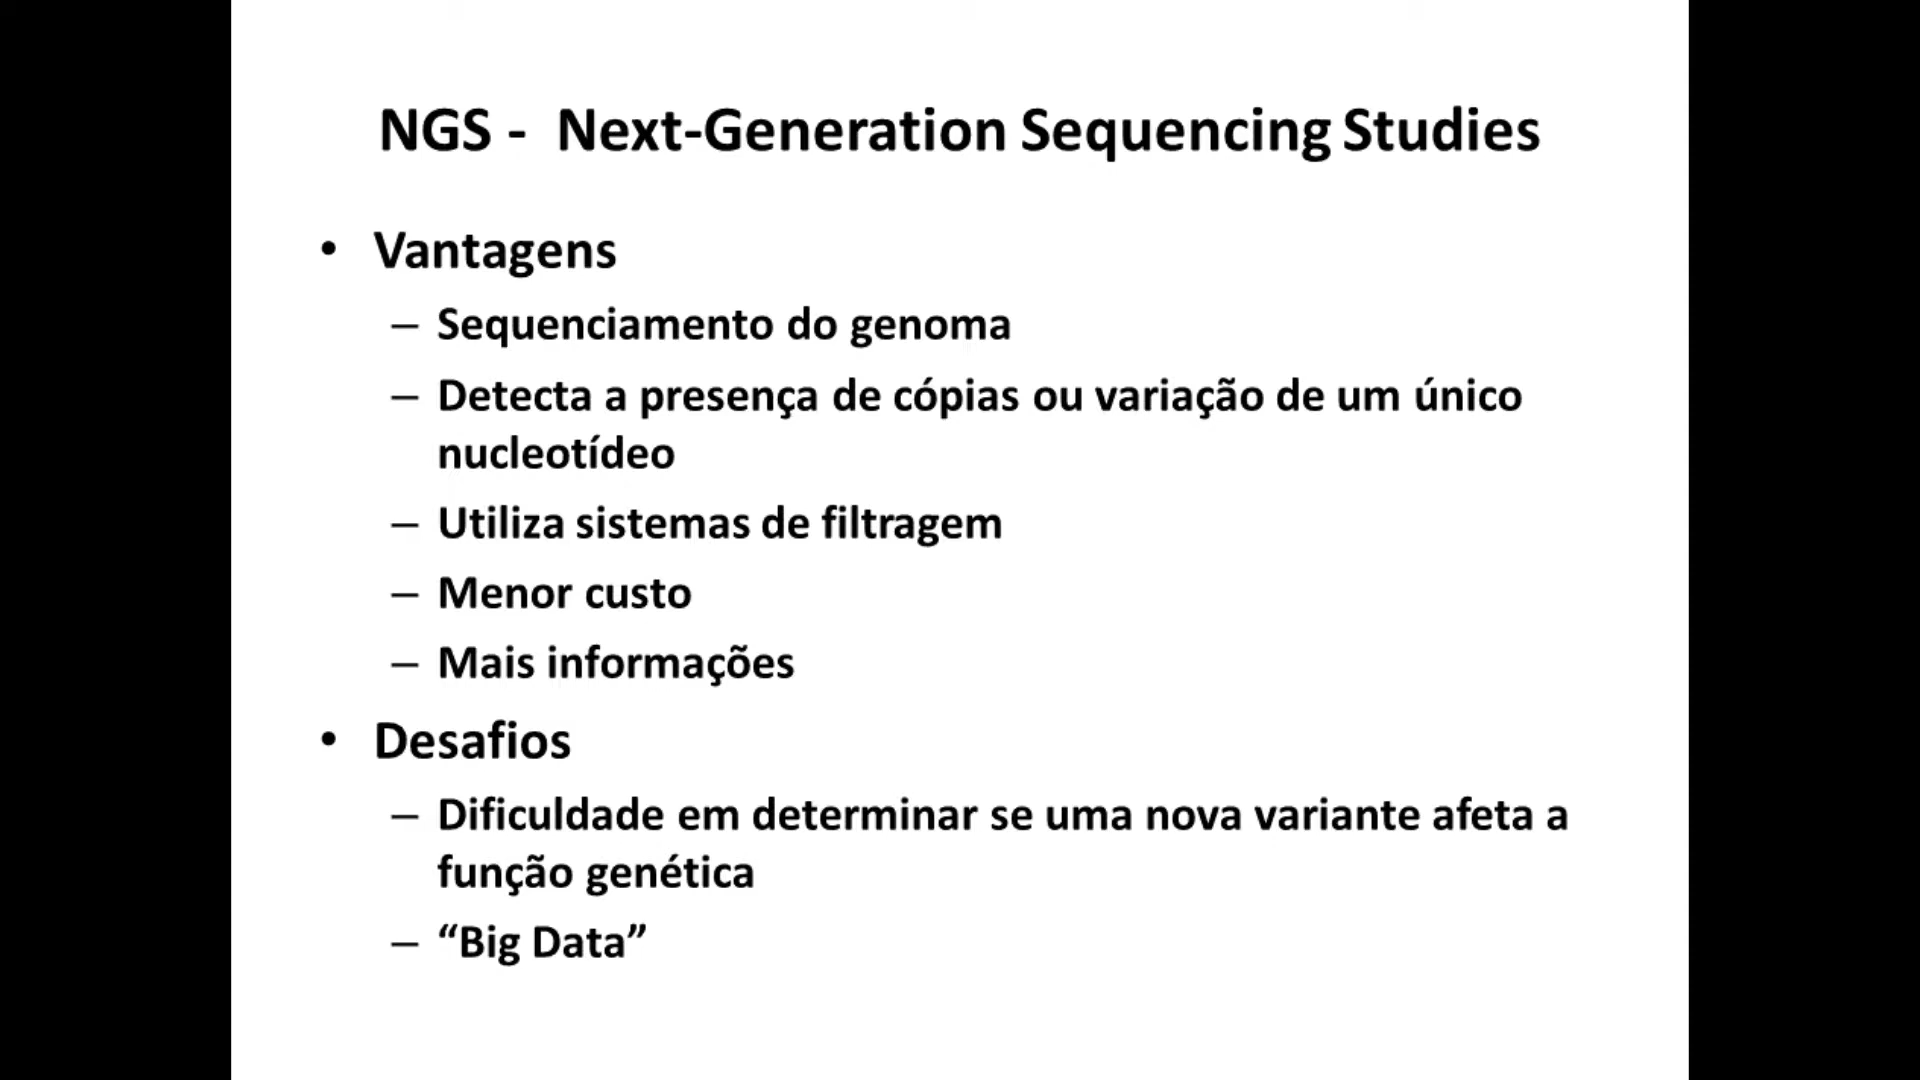 NGS - Next-Generation Sequencing Studies
• Vantagens
– Sequenciamento do genoma
– Detecta a presença de cópias ou variação de um único
nucleotídeo
– Utiliza sistemas de filtragem
– Menor custo
– Mais informações
• Desafios
– Dificuldade em determinar se uma nova variante afeta a
função genética
– “Big Data”